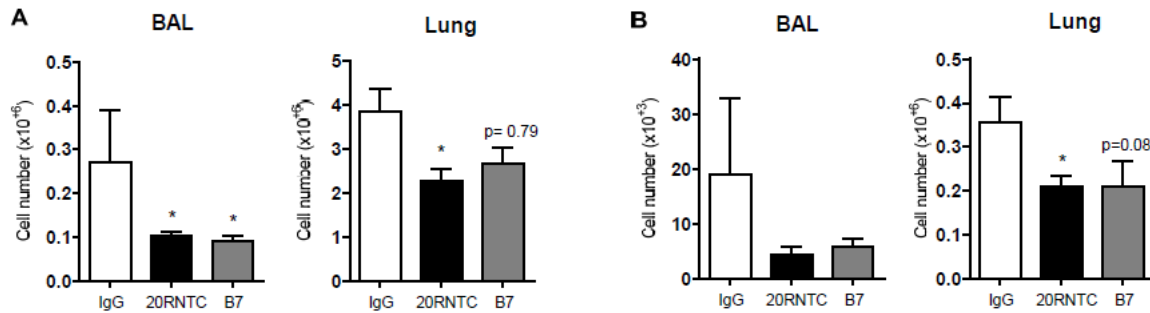 A
BAL
Cell number (x10+6)
0.5
0.4
0.3
0.2
0.1
0.0
*
*
IgG
20RNTC
B7
Lung
Cell number (x10+6)
5
4
3
2
1
0
*
p= 0.79
IgG
20RNTC
B7
B
BAL
Cell number (x10+3)
40
30
20
10
0
IgG
20RNTC
B7
Lung
Cell number (x10+6)
0.5
0.4
0.3
0.2
0.1
0.0
*
p=0.08
IgG
20RNTC
B7